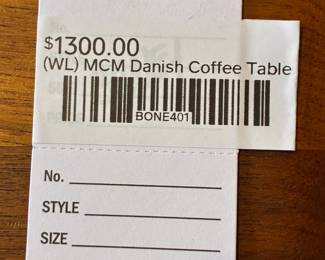 $1300.00
(WL) MCM Danish Coffee Table
BONE401
No.
STYLE
SIZE